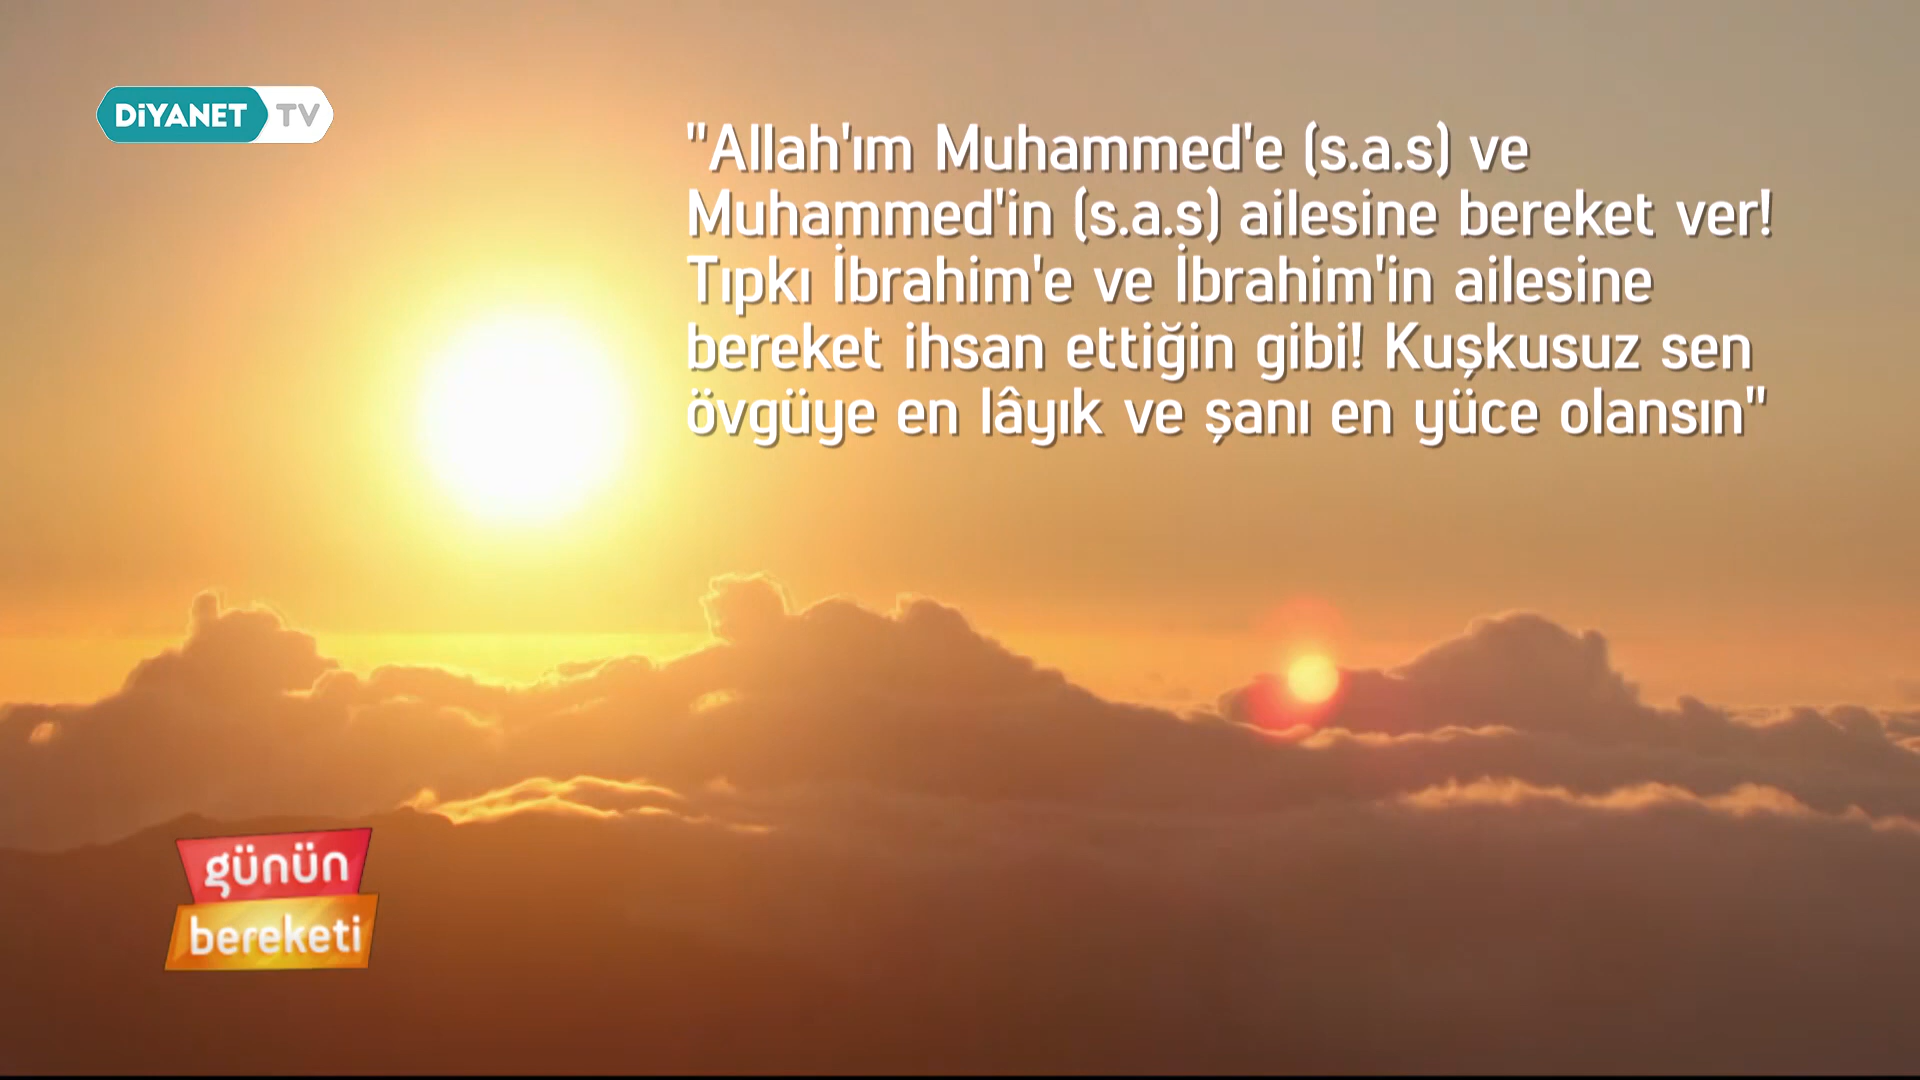 DİYANET TV
"Allah'ım Muhammed'e (s.a.s) ve
Muhammed'in (s.a.s) ailesine bereket ver!
Tıpkı İbrahim'e ve İbrahim'in ailesine
bereket ihsan ettiğin gibi! Kuşkusuz sen
övgüye en lâyık ve şanı en yüce olansın"
günün
bereketi